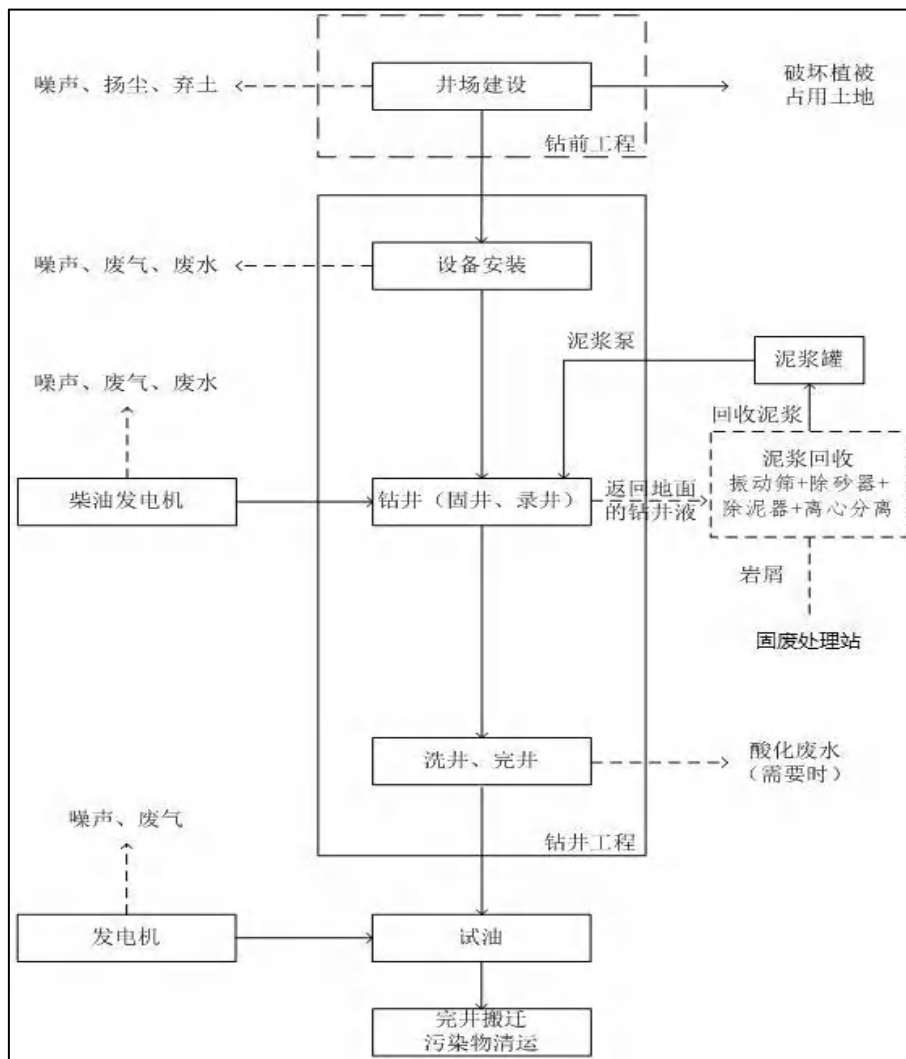 噪声、扬尘、弃土
井场建设
破坏植被
占用土地
钻前工程
噪声、废气、废水
设备安装
泥浆泵
泥浆罐
噪声、废气、废水
回收泥浆
泥浆回收
振动筛+除砂器+
除泥器+离心分离
柴油发电机
钻井（固井、录井）
返回地面
的钻井液
岩屑
固废处理站
洗井、完井
酸化废水
（需要时）
噪声、废气
钻井工程
发电机
试油
完井搬迁
污染物清运